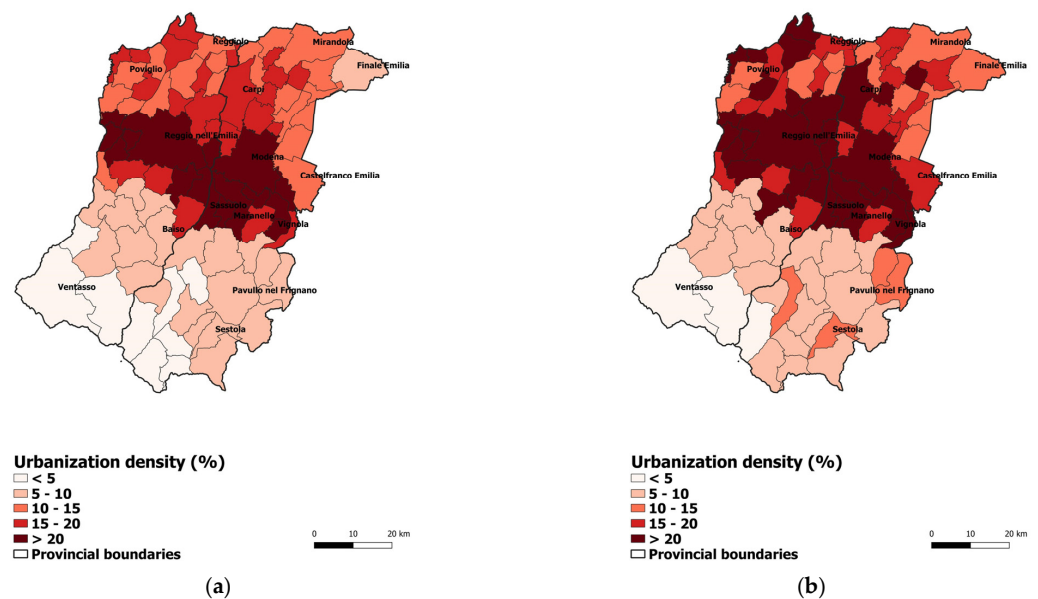 Reggiolo
Mirandola
Poviglio
Finale Emilia
Carpi
Reggio nell'Emilia
Modena
Castelfranco Emilia
Sassuolo
Maranello
Vignola
Baiso
Ventasso
Pavullo nel Frignano
Sestola
Urbanization density (%)
< 5
5 - 10
10 - 15
15 - 20
> 20
Provincial boundaries
0 10 20 km
(a)
Reggiolo
Mirandola
Poviglio
Finale Emilia
Carpi
Reggio nell'Emilia
Modena
Castelfranco Emilia
Sassuolo
Maranello
Vignola
Baiso
Ventasso
Pavullo nel Frignano
Sestola
Urbanization density (%)
< 5
5 - 10
10 - 15
15 - 20
> 20
Provincial boundaries
0 10 20 km
(b)